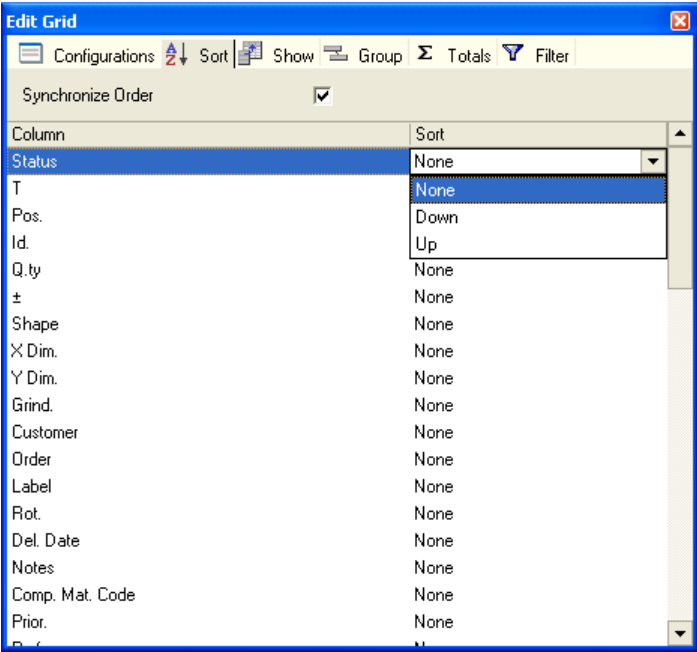 Edit Grid
Configurations Sort Show Group Σ Totals Filter
Synchronize Order
Column Sort
Status None
T None
Pos. Down
Id. Up
Q.ty None
± None
Shape None
X Dim. None
Y Dim. None
Grind. None
Customer None
Order None
Label None
Rot. None
Del. Date None
Notes None
Comp. Mat. Code None
Prior. None